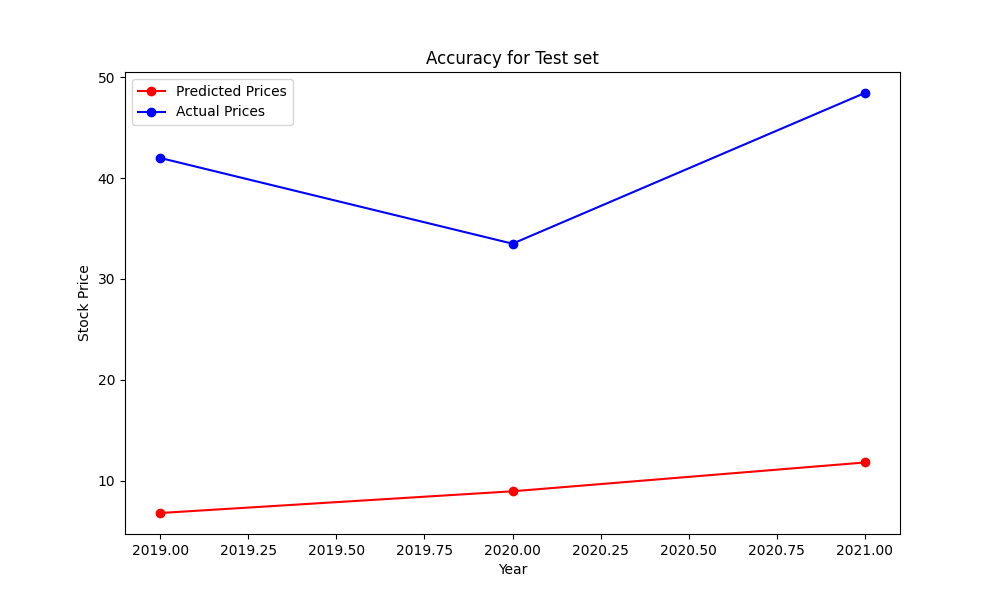 Accuracy for Test set
Predicted Prices
Actual Prices
50
40
30
20
10
Stock Price
2019.00 2019.25 2019.50 2019.75 2020.00 2020.25 2020.50 2020.75 2021.00
Year